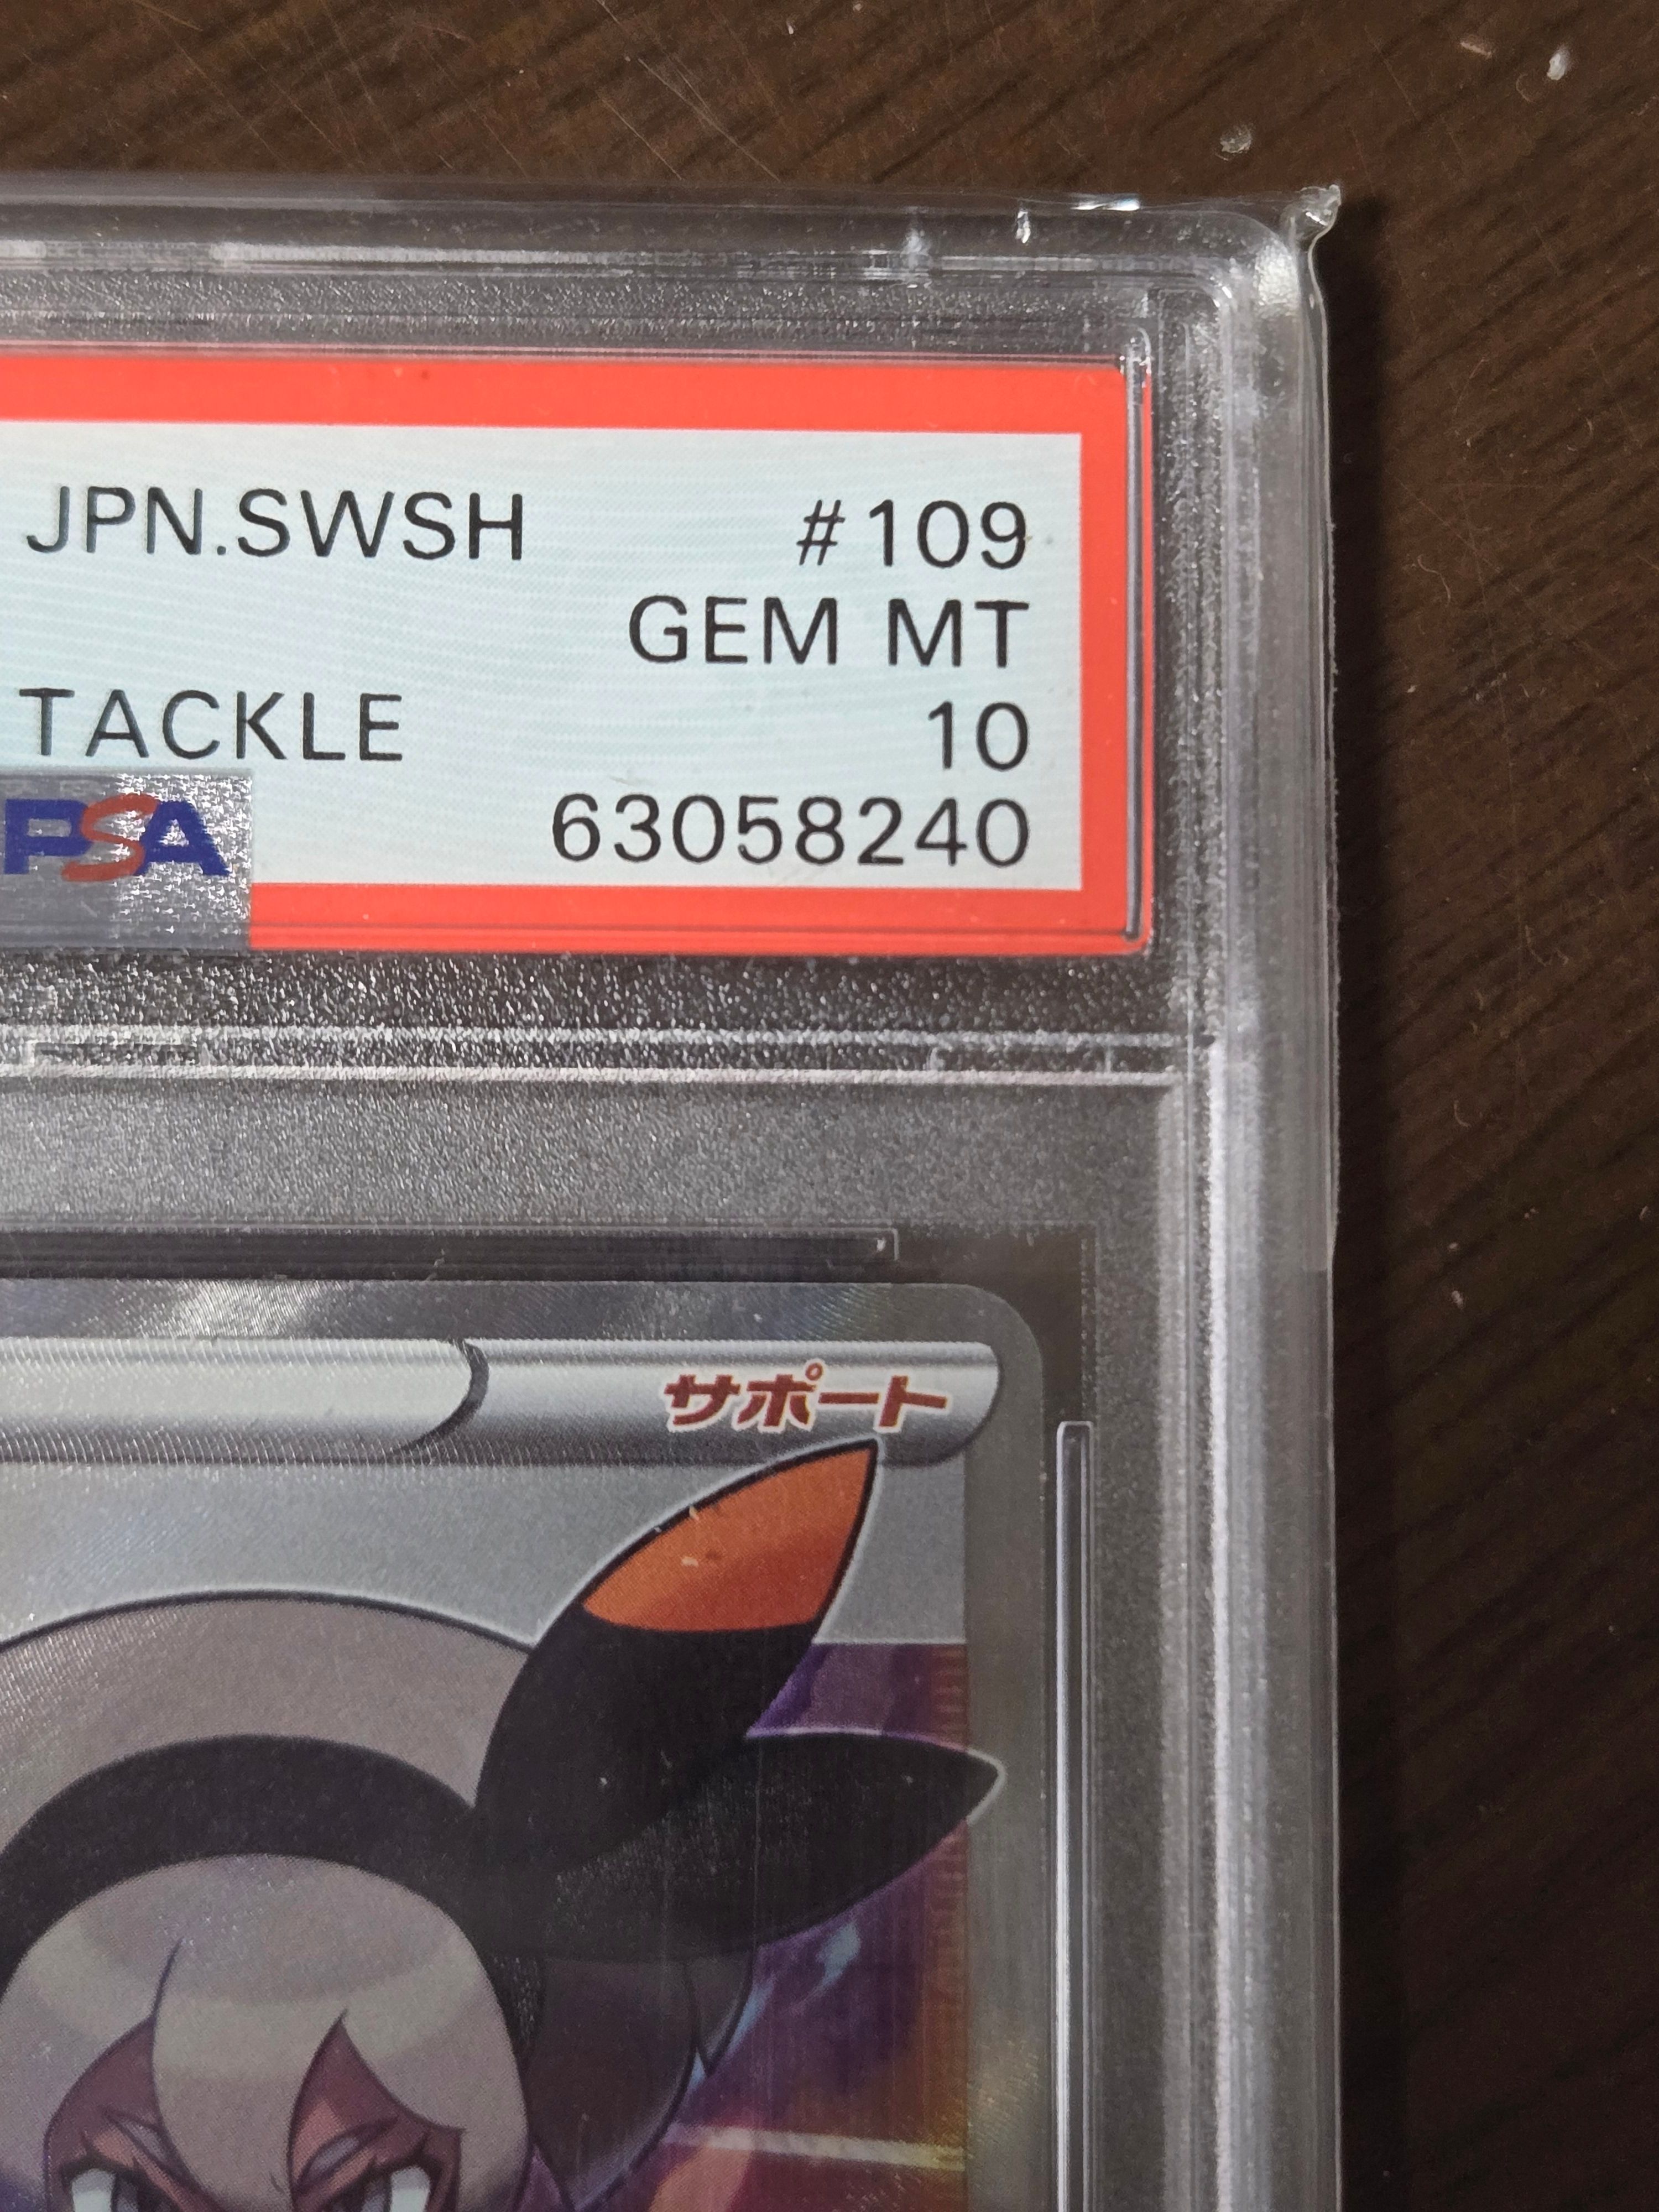 JPN.SWSH #109
GEM MT
TACKLE 10
PSA 63058240
サポート